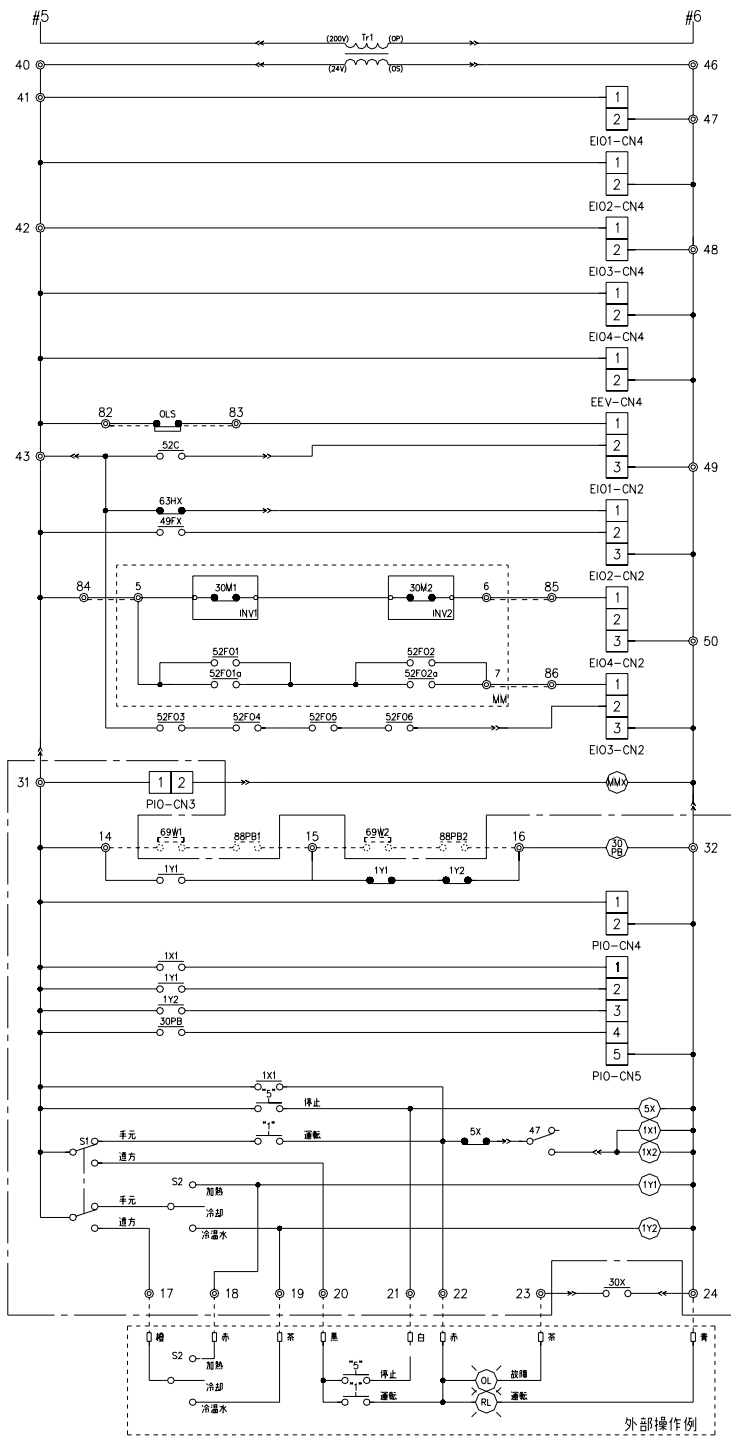 #5 #6
(200V) Tr1 (0P)
40 (24V) (0S) 46
41 1
2 47
EIO1-CN4
1
2
EIO2-CN4
42 1
2 48
EIO3-CN4
1
2
EIO4-CN4
1
2
EEV-CN4
82 OLS 83 1
43 52C 2
3 49
EIO1-CN2
63HX 1
49FX 2
3
EIO2-CN2
84 5 30M1 30M2 6 85 1
INV1 INV2 2
3 50
EIO4-CN2
52FO1 52FO2
52FO1a 52FO2a 7 86 1
MM 2
52FO3 52FO4 52FO5 52FO6 3
EIO3-CN2
31 1 2 MMX
PIO-CN3
14 69W1 88PB1 15 69W2 88PB2 16 30PB 32
1Y1 1Y1 1Y2
1
2
PIO-CN4
1X1 1
1Y1 2
1Y2 3
30PB 4
5
PIO-CN5
1X1
"5" 停止 5X
S1 手元 "1" 運転 5X 47 1X1
遠方 1X2
S2 加熱 1Y1
手元 冷却
遠方 冷温水 1Y2
17 18 19 20 21 22 23 30X 24
橙 赤 茶 黒 白 赤 茶 青
S2 加熱 "5" 停止 OL 故障
冷却 "1" 運転 RL 運転
冷温水
外部操作例